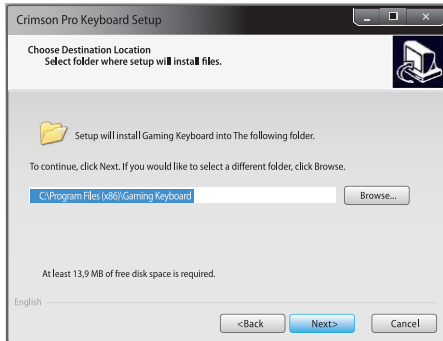 Crimson Pro Keyboard Setup
Choose Destination Location
Select folder where setup will install files.
Setup will install Gaming Keyboard into The following folder.
To continue, click Next. If you would like to select a different folder, click Browse.
C:\Program Files (x86)\Gaming Keyboard
Browse...
At least 13,9 MB of free disk space is required.
English
<Back
Next>
Cancel